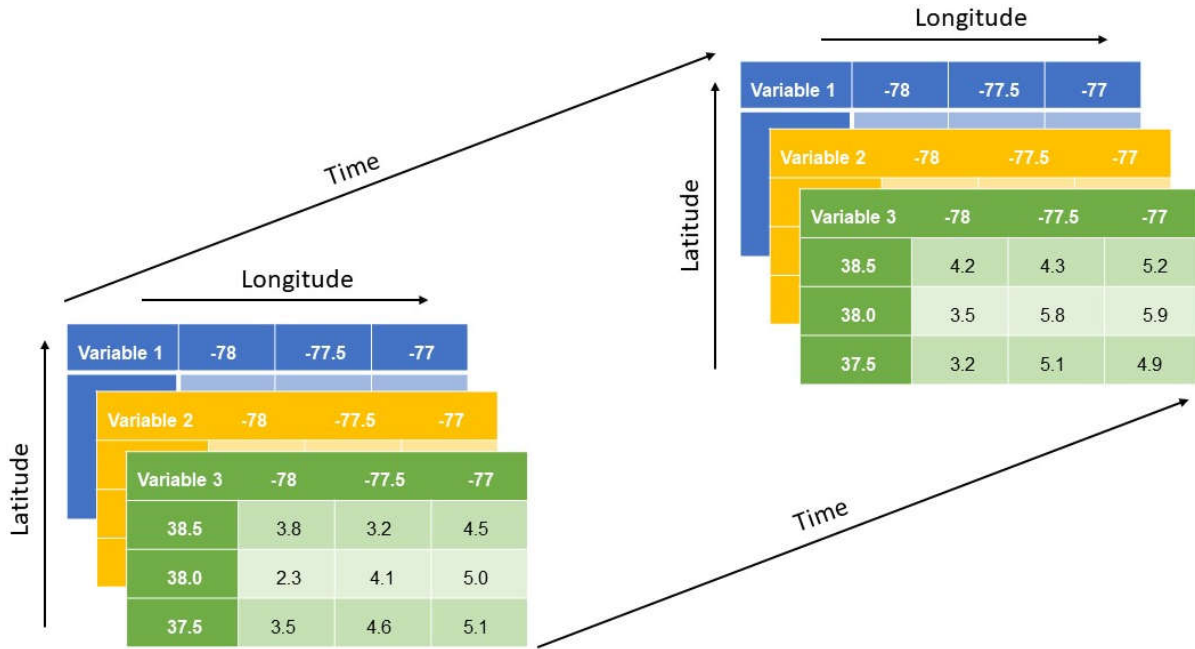 Longitude
Variable 1 -78 -77.5 -77
Variable 2 -78 -77.5 -77
Variable 3 -78 -77.5 -77
38.5 4.2 4.3 5.2
38.0 3.5 5.8 5.9
37.5 3.2 5.1 4.9
Latitude
Time
Longitude
Variable 1 -78 -77.5 -77
Variable 2 -78 -77.5 -77
Variable 3 -78 -77.5 -77
38.5 3.8 3.2 4.5
38.0 2.3 4.1 5.0
37.5 3.5 4.6 5.1
Latitude
Time